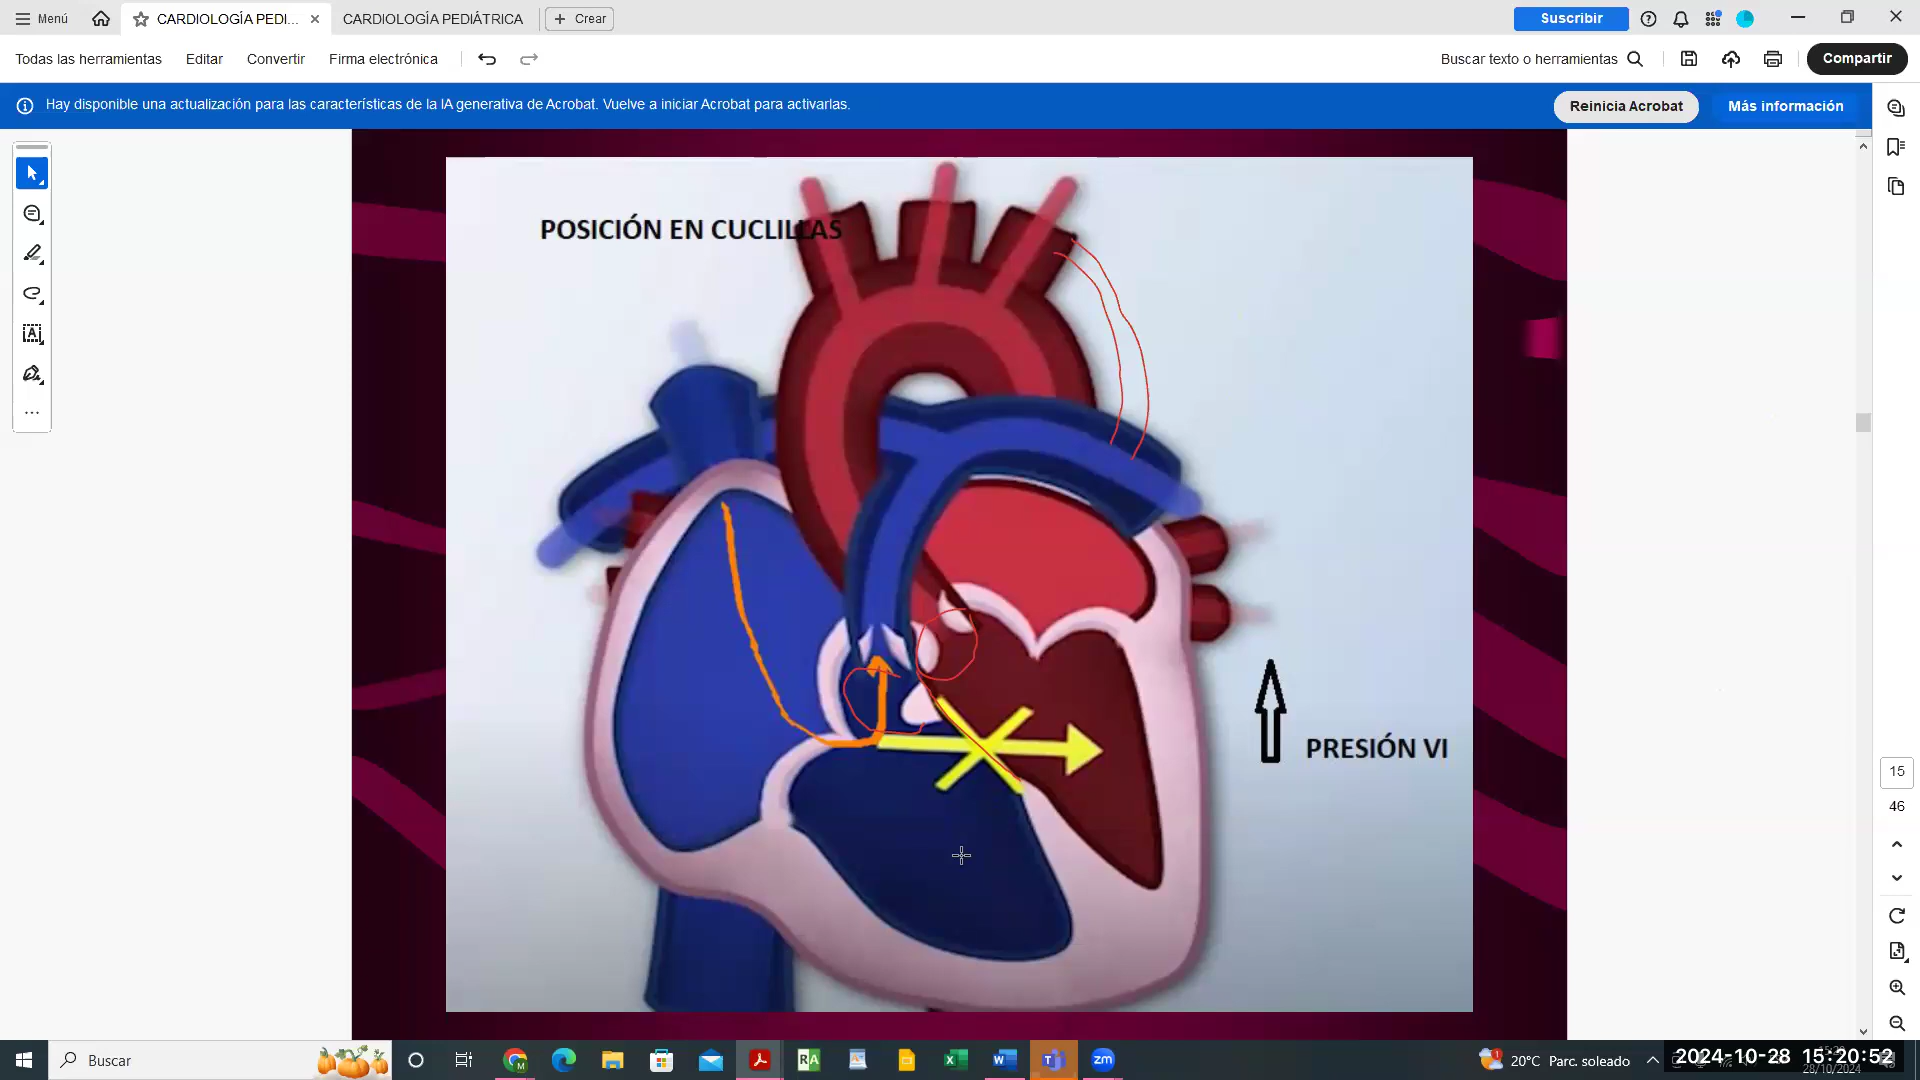 Menú
CARDIOLOGÍA PEDI...
CARDIOLOGÍA PEDIÁTRICA
Crear
Suscribir
Todas las herramientas
Editar
Convertir
Firma electrónica
Buscar texto o herramientas
Compartir
Hay disponible una actualización para las características de la IA generativa de Acrobat. Vuelve a iniciar Acrobat para activarlas.
Reinicia Acrobat
Más información
POSICIÓN EN CUCLILLAS
PRESIÓN VI
15
46
Buscar
20°C Parc. soleado
2024-10-28 15:20:52
28/10/2024